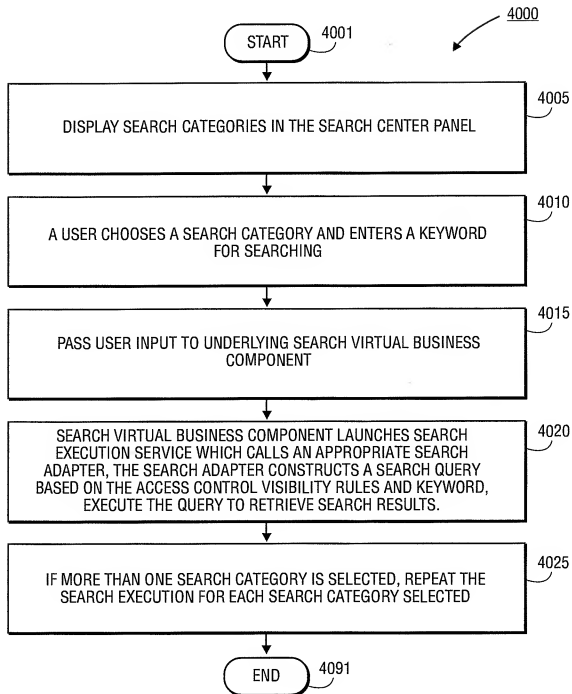 4000
START
4001
DISPLAY SEARCH CATEGORIES IN THE SEARCH CENTER PANEL
4005
A USER CHOOSES A SEARCH CATEGORY AND ENTERS A KEYWORD
FOR SEARCHING
4010
PASS USER INPUT TO UNDERLYING SEARCH VIRTUAL BUSINESS
COMPONENT
4015
SEARCH VIRTUAL BUSINESS COMPONENT LAUNCHES SEARCH
EXECUTION SERVICE WHICH CALLS AN APPROPRIATE SEARCH
ADAPTER, THE SEARCH ADAPTER CONSTRUCTS A SEARCH QUERY
BASED ON THE ACCESS CONTROL VISIBILITY RULES AND KEYWORD,
EXECUTE THE QUERY TO RETRIEVE SEARCH RESULTS.
4020
IF MORE THAN ONE SEARCH CATEGORY IS SELECTED, REPEAT THE
SEARCH EXECUTION FOR EACH SEARCH CATEGORY SELECTED
4025
END
4091